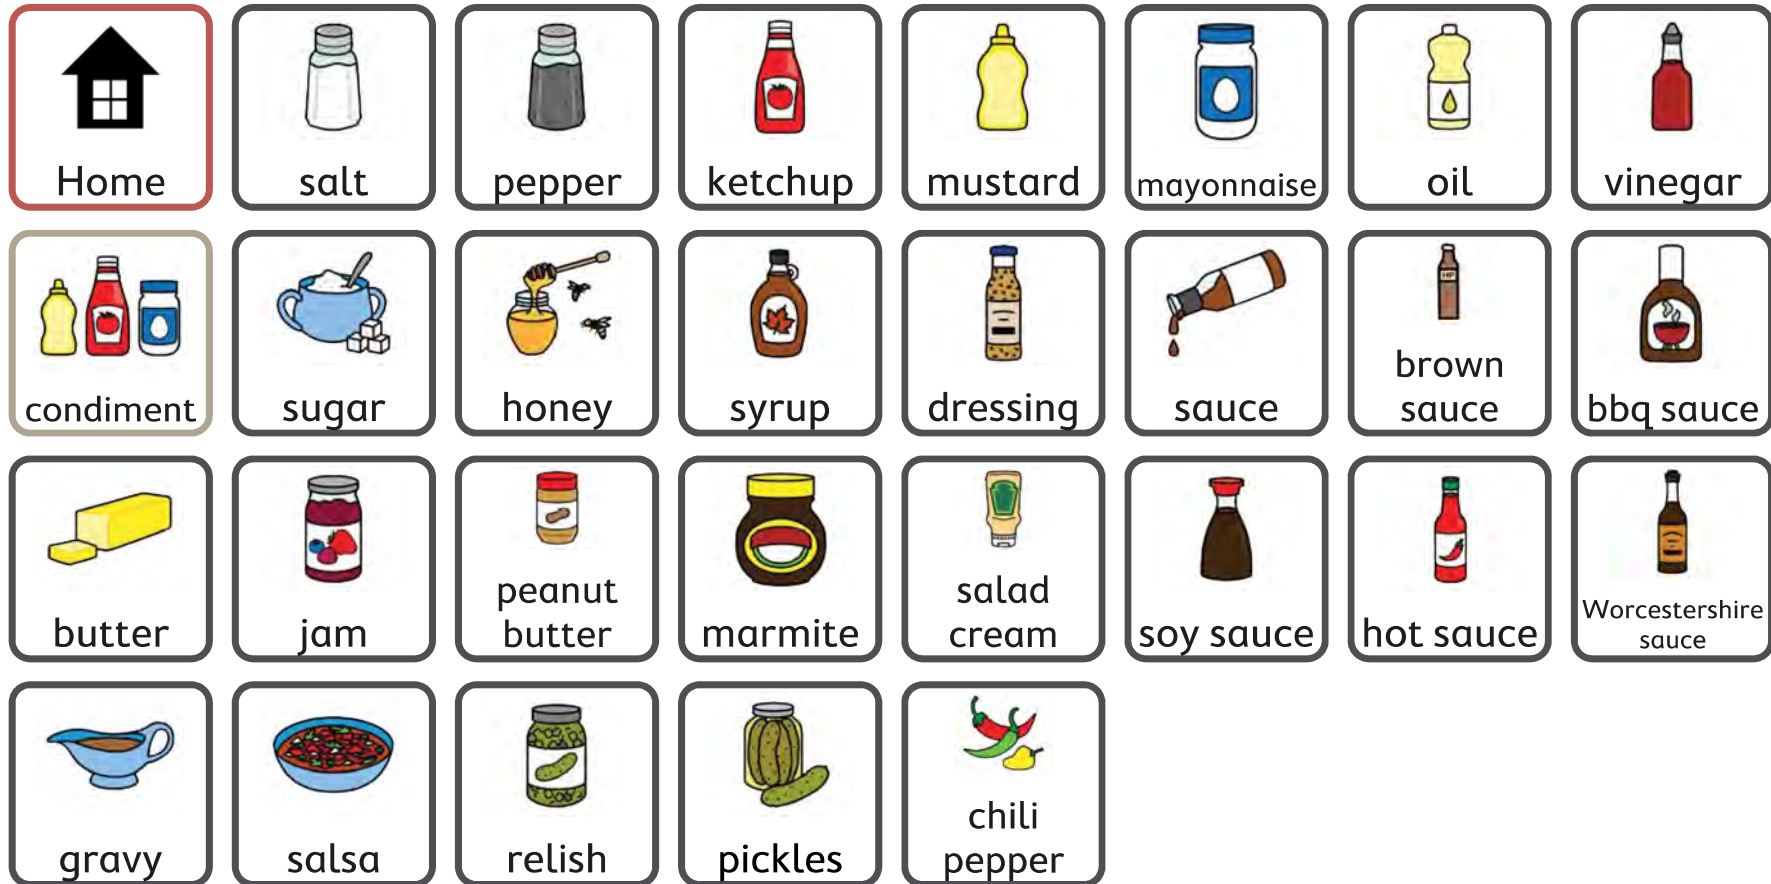 Home
salt
pepper
ketchup
mustard
mayonnaise
oil
vinegar
condiment
sugar
honey
syrup
dressing
sauce
HP
brown
sauce
bbq sauce
butter
jam
peanut
butter
marmite
salad
cream
soy sauce
hot sauce
Worcestershire
sauce
gravy
salsa
relish
pickles
chili
pepper